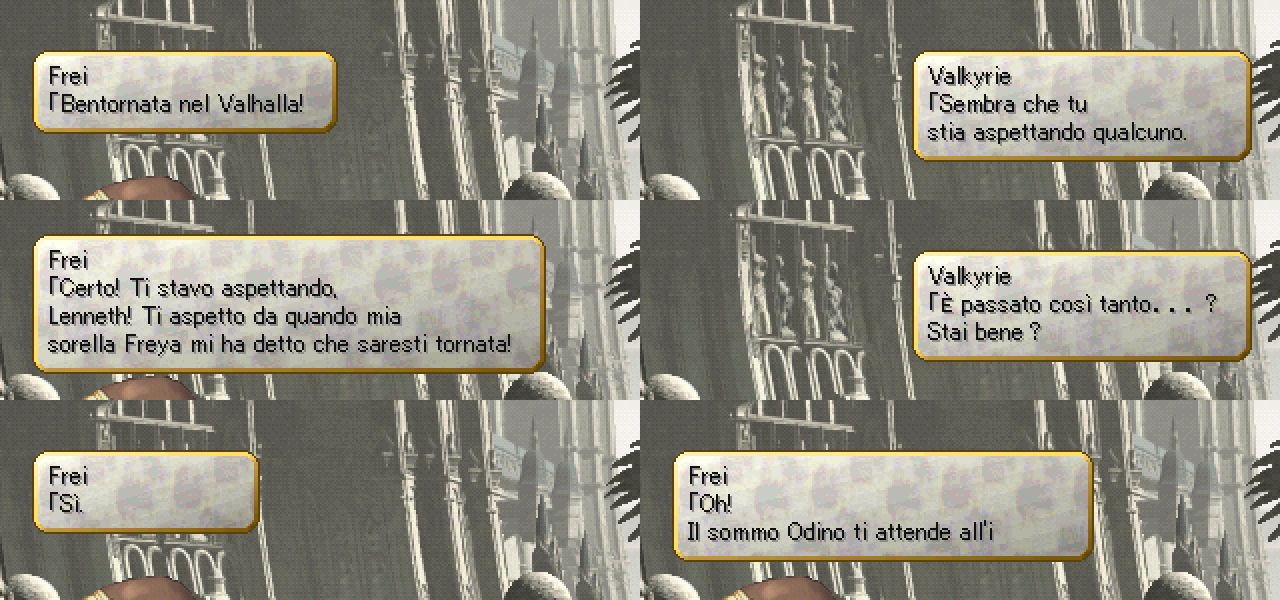 Frei
「Bentornata nel Valhalla!
Valkyrie
「Sembra che tu
stia aspettando qualcuno.
Frei
「Certo! Ti stavo aspettando,
Lenneth! Ti aspetto da quando mia
sorella Freya mi ha detto che saresti tornata!
Valkyrie
「È passato così tanto. . . ?
Stai bene ?
Frei
「Sì.
Frei
「Oh!
Il sommo Odino ti attende all'i